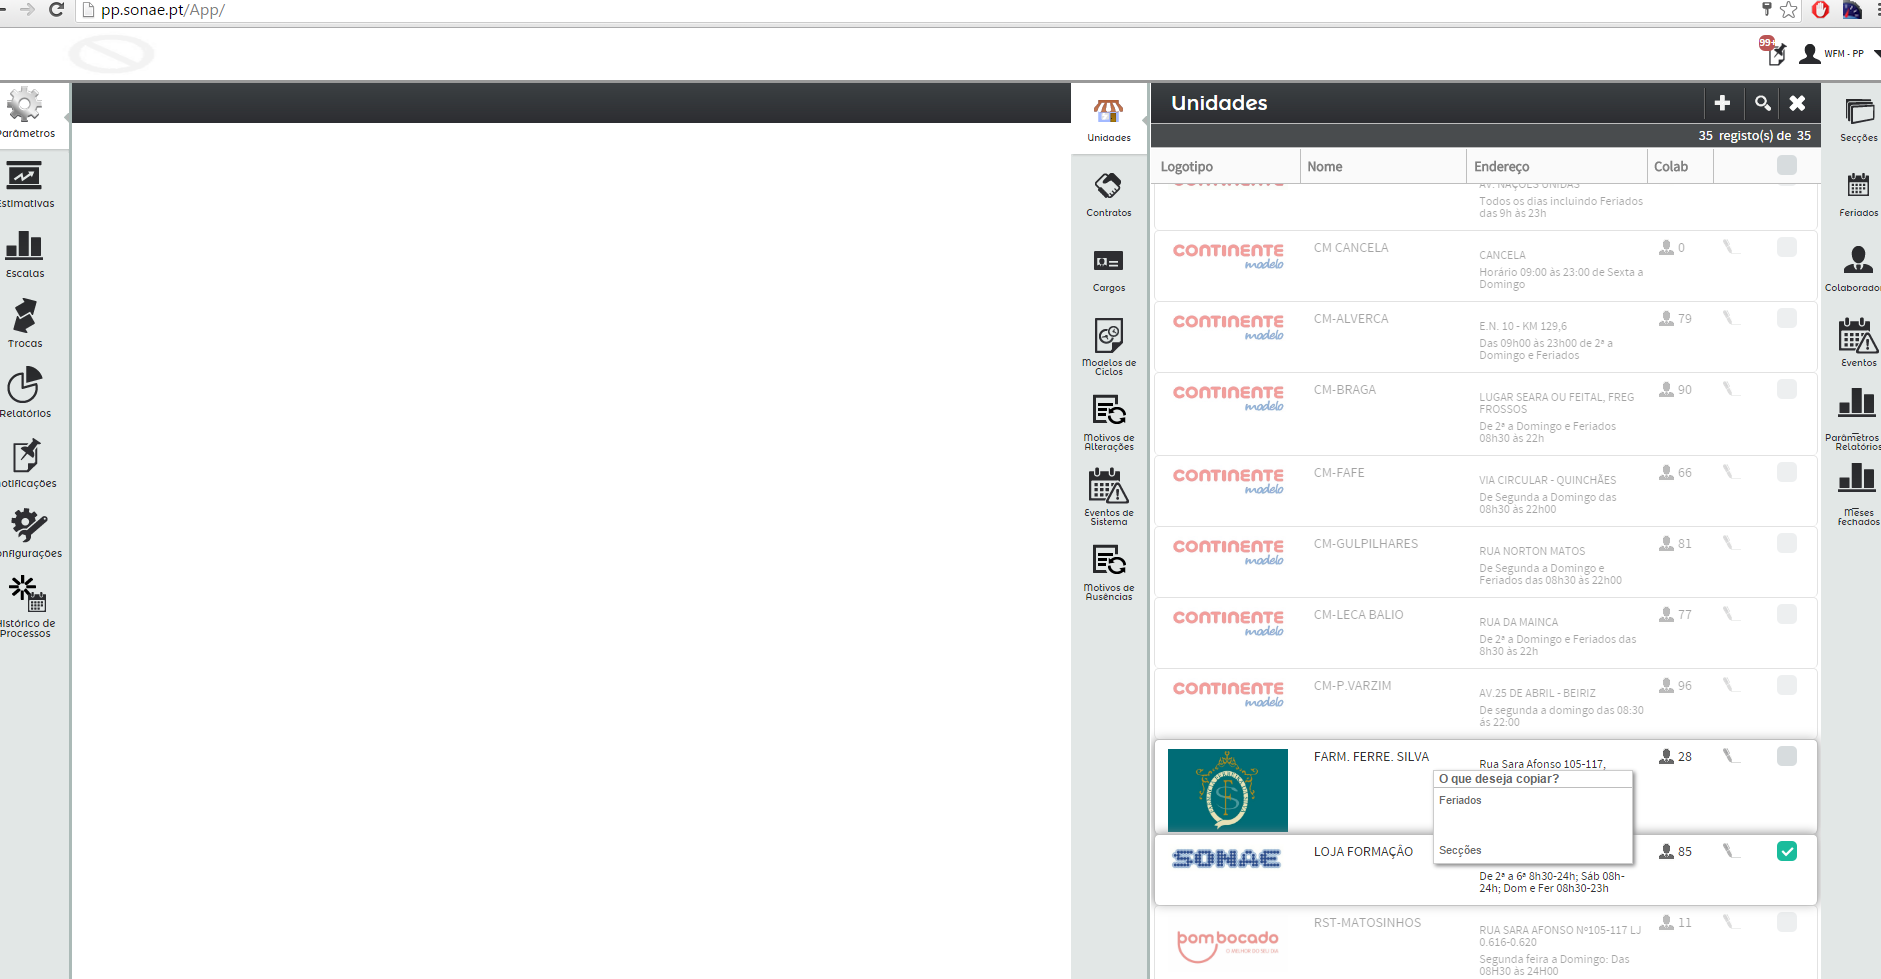 pp.sonae.pt/App/
99+
WFM - PP
Parâmetros
Estimativas
Escalas
Trocas
Relatórios
Notificações
Configurações
Histórico de
Processos
Unidades
Contratos
Cargos
Modelos de
Ciclos
Motivos de
Alterações
Eventos de
Sistema
Motivos de
Ausências
Unidades
35 registo(s) de 35
Logotipo Nome Endereço Colab
AV. NAÇÕES UNIDAS
Todos os dias incluindo Feriados
das 9h às 23h
CONTINENTE
modelo
CM CANCELA
CANCELA
Horário 09:00 às 23:00 de Sexta a
Domingo
0
CONTINENTE
modelo
CM-ALVERCA
E.N. 10 - KM 129,6
Das 09h00 às 23h00 de 2ª a
Domingo e Feriados
79
CONTINENTE
modelo
CM-BRAGA
LUGAR SEARA OU FEITAL, FREG
FROSSOS
De 2ª a Domingo e Feriados
08h30 às 22h
90
CONTINENTE
modelo
CM-FAFE
VIA CIRCULAR - QUINCHÃES
De Segunda a Domingo das
08h30 às 22h00
66
CONTINENTE
modelo
CM-GULPILHARES
RUA NORTON MATOS
De Segunda a Domingo e
Feriados das 08h30 às 22h00
81
CONTINENTE
modelo
CM-LECA BALIO
RUA DA MAINCA
De 2ª a Domingo e Feriados das
8h30 às 22h
77
CONTINENTE
modelo
CM-P.VARZIM
AV.25 DE ABRIL - BEIRIZ
De segunda a domingo das 08:30
ás 22:00
96
FARM. FERRE. SILVA
Rua Sara Afonso 105-117,
28
O que deseja copiar?
Feriados
Secções
SONAE
LOJA FORMAÇÃO
De 2ª a 6ª 8h30-24h; Sáb 08h-
24h; Dom e Fer 08h30-23h
85
bom bocado
O MELHOR DO SEU DIA
RST-MATOSINHOS
RUA SARA AFONSO Nº105-117 LJ
0.616-0.620
Segunda feira a Domingo: Das
08H30 às 24H00
11
Secções
Feriados
Colaborador
Eventos
Parâmetros
Relatórios
Meses
Fechados